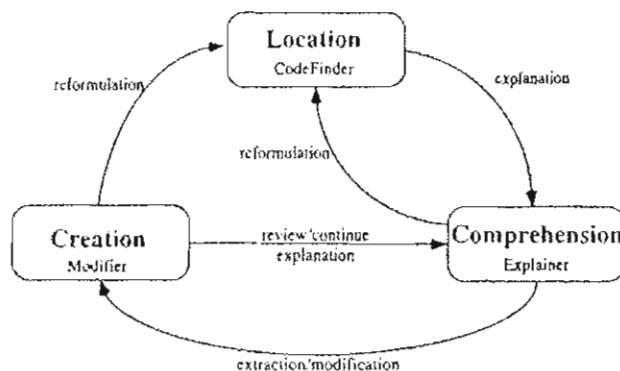 Location
CodeFinder
reformulation
explanation
reformulation
Creation
Modifier
review/continue
explanation
Comprehension
Explainer
extraction/modification